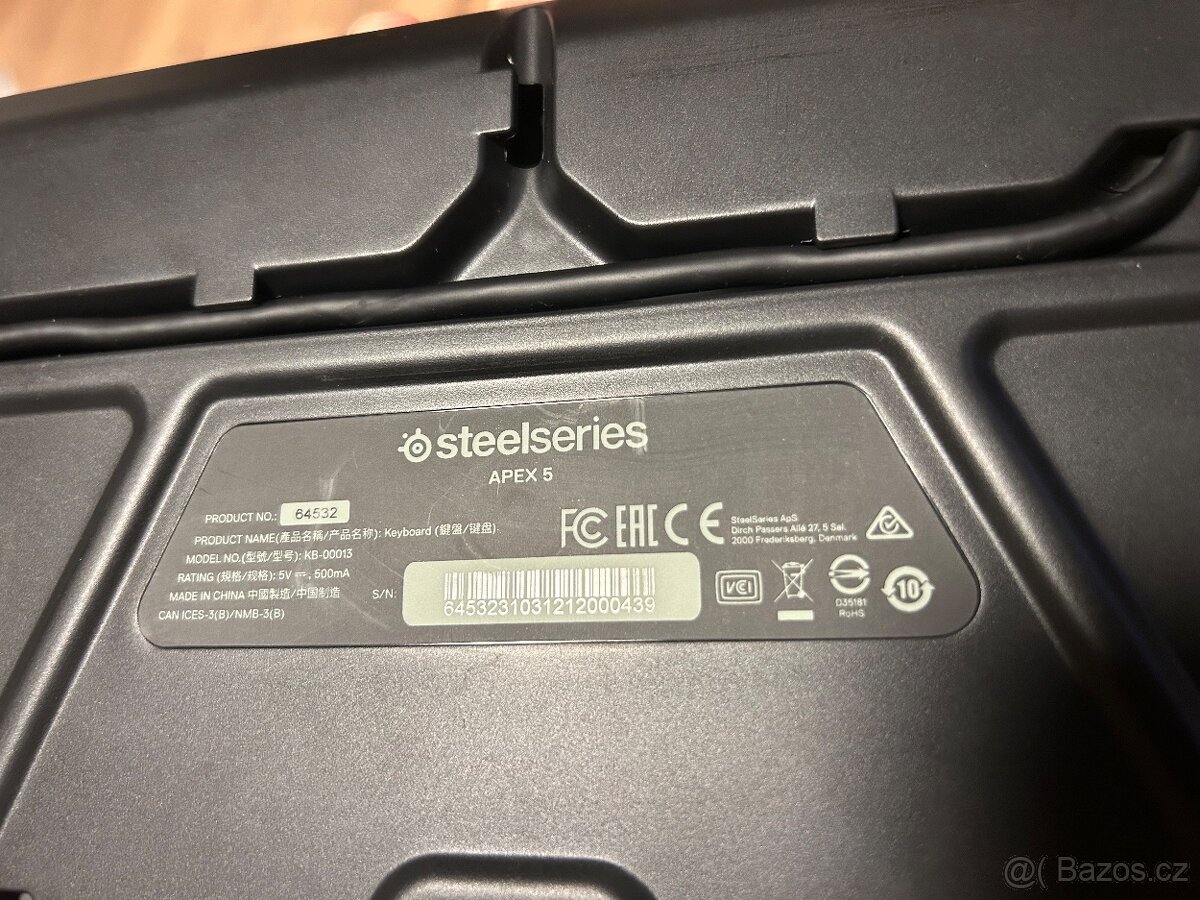 steelseries
APEX 5
PRODUCT NO.: 64532
PRODUCT NAME(產品名稱/产品名称): Keyboard (鍵盤/键盘)
MODEL NO.(型號/型号): KB-00013
RATING (規格/规格): 5V ⎓, 500mA
MADE IN CHINA 中國製造/中国制造
CAN ICES-3(B)/NMB-3(B)
S/N:
6453231031212000439
FC EAC CE
SteelSeries ApS
Dirch Passers Allé 27, 5 Sal.
2000 Frederiksberg, Denmark
VCI
D35181
RoHS
10
@( Bazos.cz